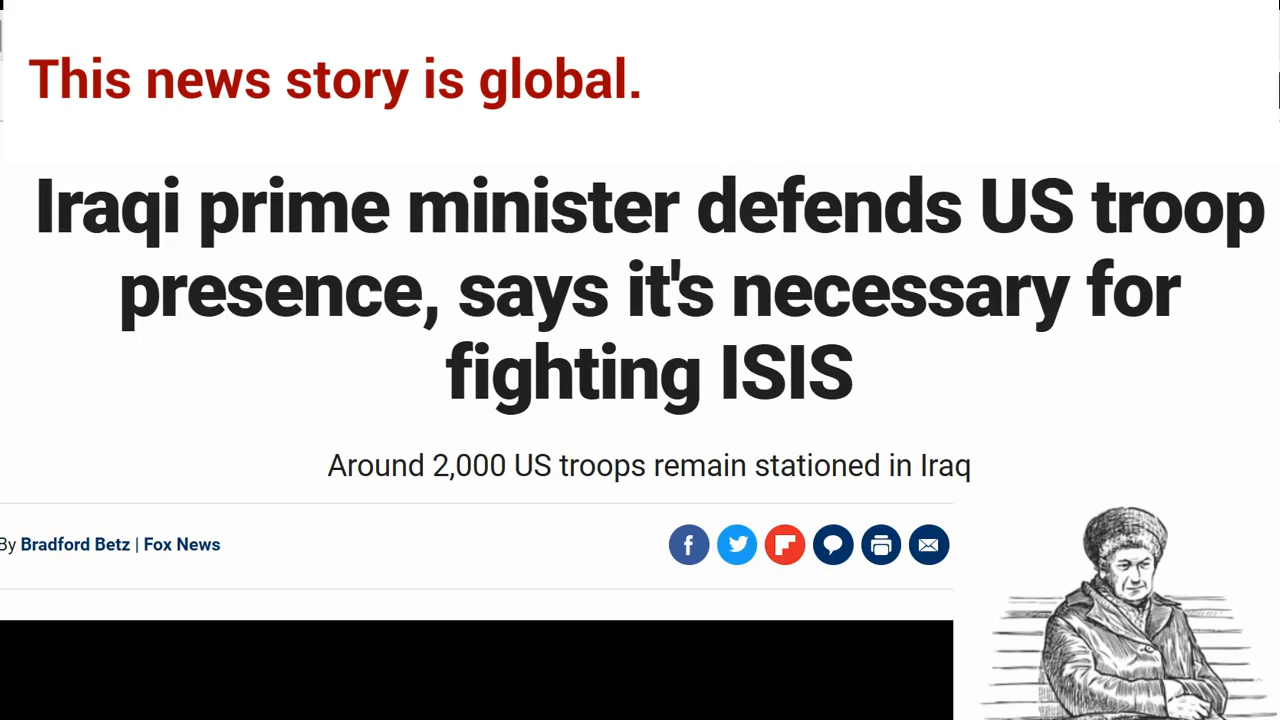 This news story is global.
Iraqi prime minister defends US troop
presence, says it's necessary for
fighting ISIS
Around 2,000 US troops remain stationed in Iraq
By Bradford Betz | Fox News